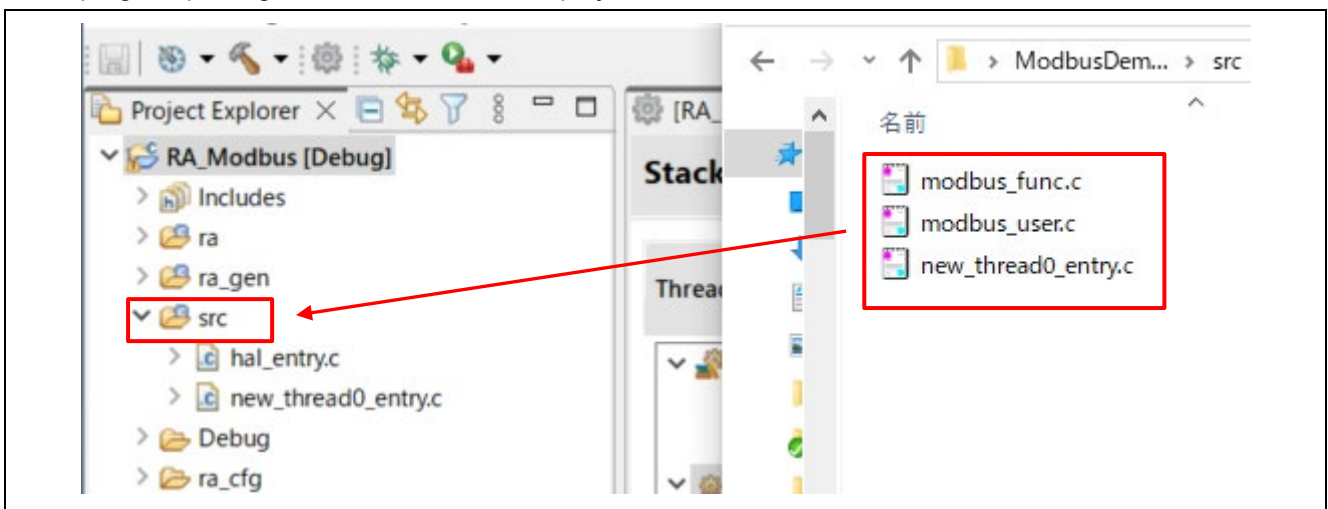 Project Explorer
RA_Modbus [Debug]
Includes
ra
ra_gen
src
hal_entry.c
new_thread0_entry.c
Debug
ra_cfg
[RA_
Stack
Threa
ModbusDem... > src
名前
modbus_func.c
modbus_user.c
new_thread0_entry.c